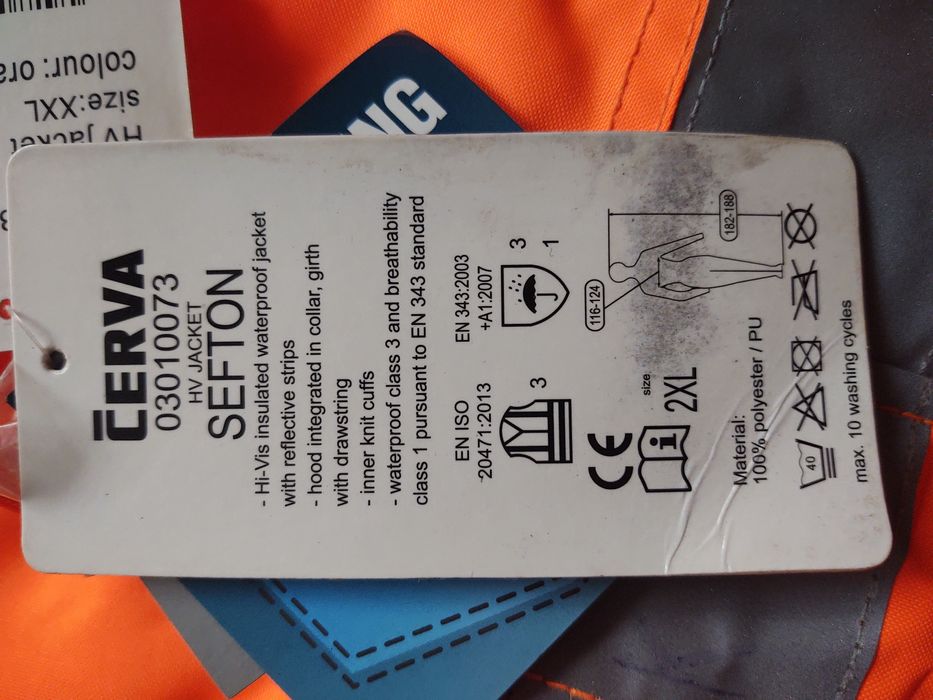 CERVA
03010073
HV JACKET
SEFTON
- Hi-Vis insulated waterproof jacket
with reflective strips
- hood integrated in collar, girth
with drawstring
- inner knit cuffs
- waterproof class 3 and breathability
class 1 pursuant to EN 343 standard
EN ISO
20471:2013
3
EN 343:2003
+A1:2007
3
1
CE
i
size
2XL
116-124
182-188
Material:
100% polyester / PU
40
max. 10 washing cycles
HV jacket
size:XXL
colour: ora
NG